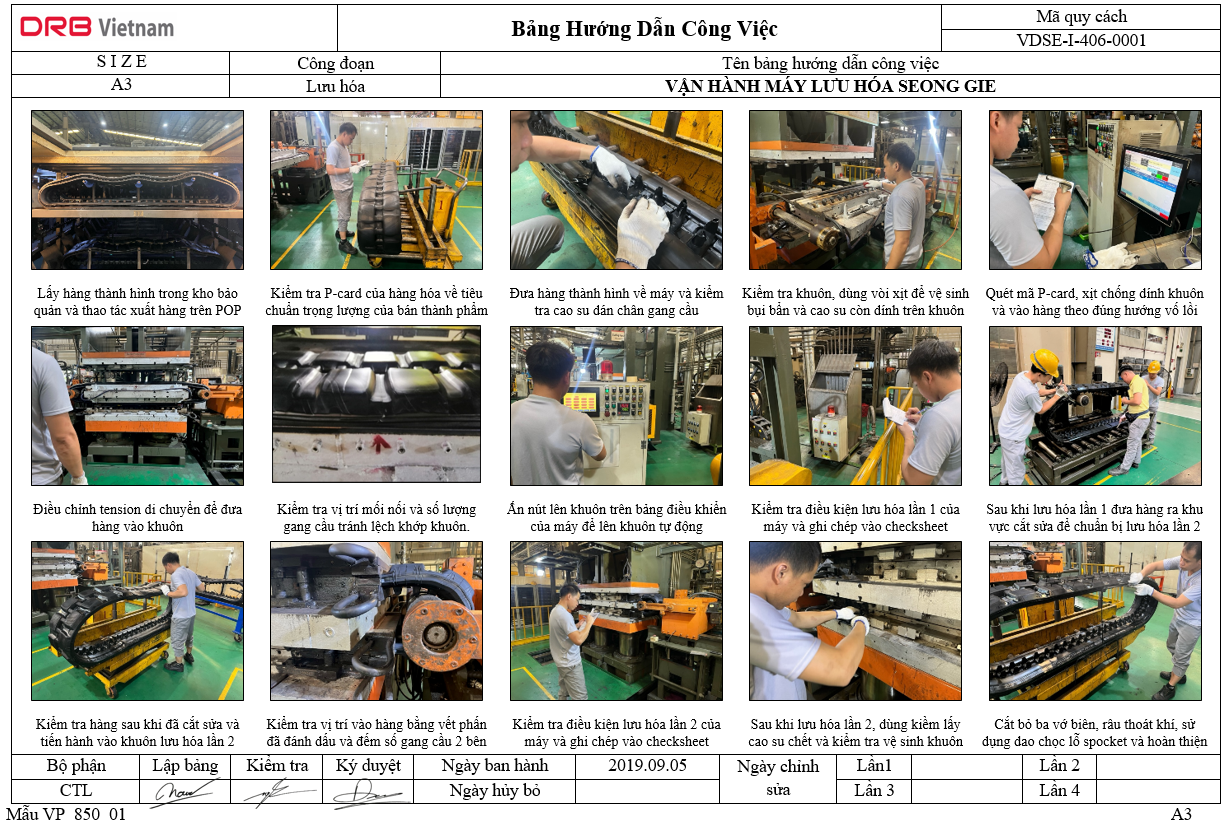 DRB Vietnam
Bảng Hướng Dẫn Công Việc
Mã quy cách
VDSE-I-406-0001
S I Z E
Công đoạn
Tên bảng hướng dẫn công việc
A3
Lưu hóa
VẬN HÀNH MÁY LƯU HÓA SEONG GIE
Lấy hàng thành hình trong kho bảo
quản và thao tác xuất hàng trên POP
Kiểm tra P-card của hàng hóa về tiêu
chuẩn trọng lượng của bán thành phẩm
Đưa hàng thành hình về máy và kiểm
tra cao su dán chân gang cầu
Kiểm tra khuôn, dùng vòi xịt để vệ sinh
bụi bẩn và cao su còn dính trên khuôn
Quét mã P-card, xịt chống dính khuôn
và vào hàng theo đúng hướng vố lồi
Điều chỉnh tension di chuyển để đưa
hàng vào khuôn
Kiểm tra vị trí mối nối và số lượng
gang cầu tránh lệch khớp khuôn.
Ấn nút lên khuôn trên bảng điều khiển
của máy để lên khuôn tự động
Kiểm tra điều kiện lưu hóa lần 1 của
máy và ghi chép vào checksheet
Sau khi lưu hóa lần 1 đưa hàng ra khu
vực cắt sửa để chuẩn bị lưu hóa lần 2
Kiểm tra hàng sau khi đã cắt sửa và
tiến hành vào khuôn lưu hóa lần 2
Kiểm tra vị trí vào hàng bằng vết phấn
đã đánh dấu và đếm số gang cầu 2 bên
Kiểm tra điều kiện lưu hóa lần 2 của
máy và ghi chép vào checksheet
Sau khi lưu hóa lần 2, dùng kiềm lấy
cao su chết và kiểm tra vệ sinh khuôn
Cắt bỏ ba vớ biên, râu thoát khí, sử
dụng dao chọc lỗ spocket và hoàn thiện
Bộ phận
Lập bảng
Kiểm tra
Ký duyệt
Ngày ban hành
2019.09.05
Ngày chỉnh
sửa
Lần1
Lần 2
CTL
Ngày hủy bỏ
Lần 3
Lần 4
Mẫu VP_850_01
A3